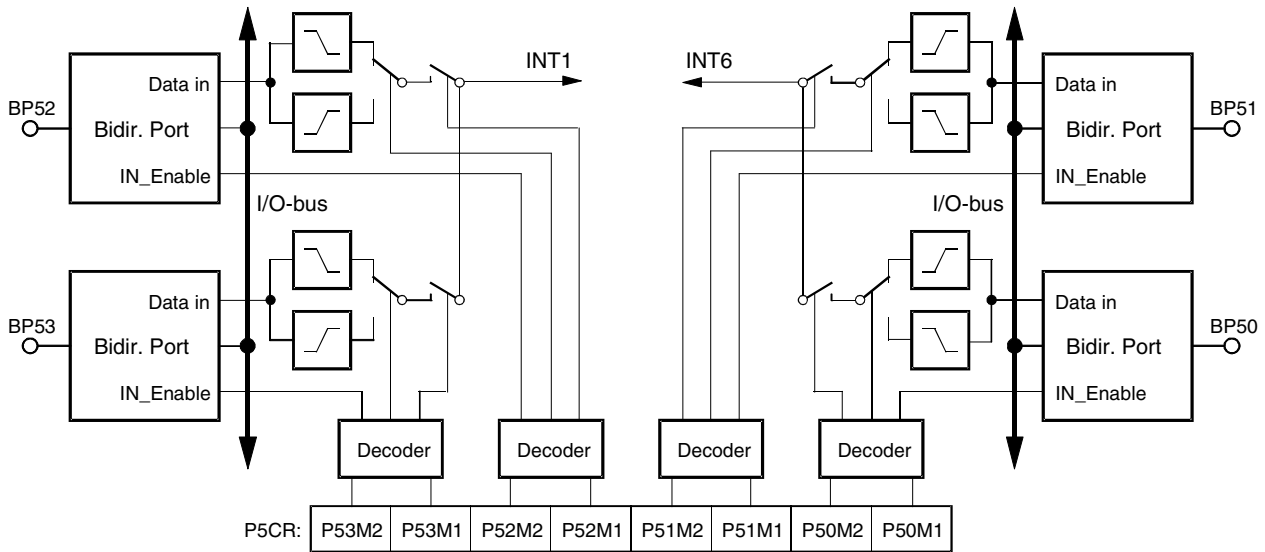 INT1
INT6
Data in
Data in
BP52
Bidir. Port
Bidir. Port
BP51
IN_Enable
IN_Enable
I/O-bus
I/O-bus
Data in
Data in
BP53
Bidir. Port
Bidir. Port
BP50
IN_Enable
IN_Enable
Decoder
Decoder
Decoder
Decoder
P5CR: P53M2 P53M1 P52M2 P52M1 P51M2 P51M1 P50M2 P50M1